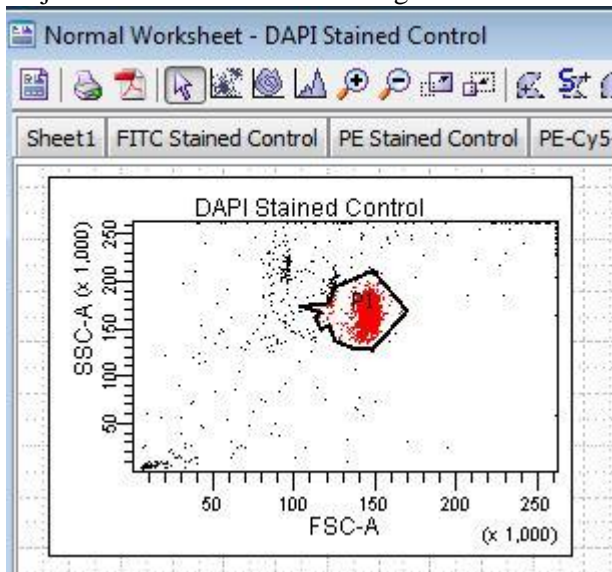 Normal Worksheet - DAPI Stained Control
Sheet1 FITC Stained Control PE Stained Control PE-Cy5
DAPI Stained Control
SSC-A (x 1,000)
250
200
150
100
50
P1
50 100 150 200 250
FSC-A
(x 1,000)